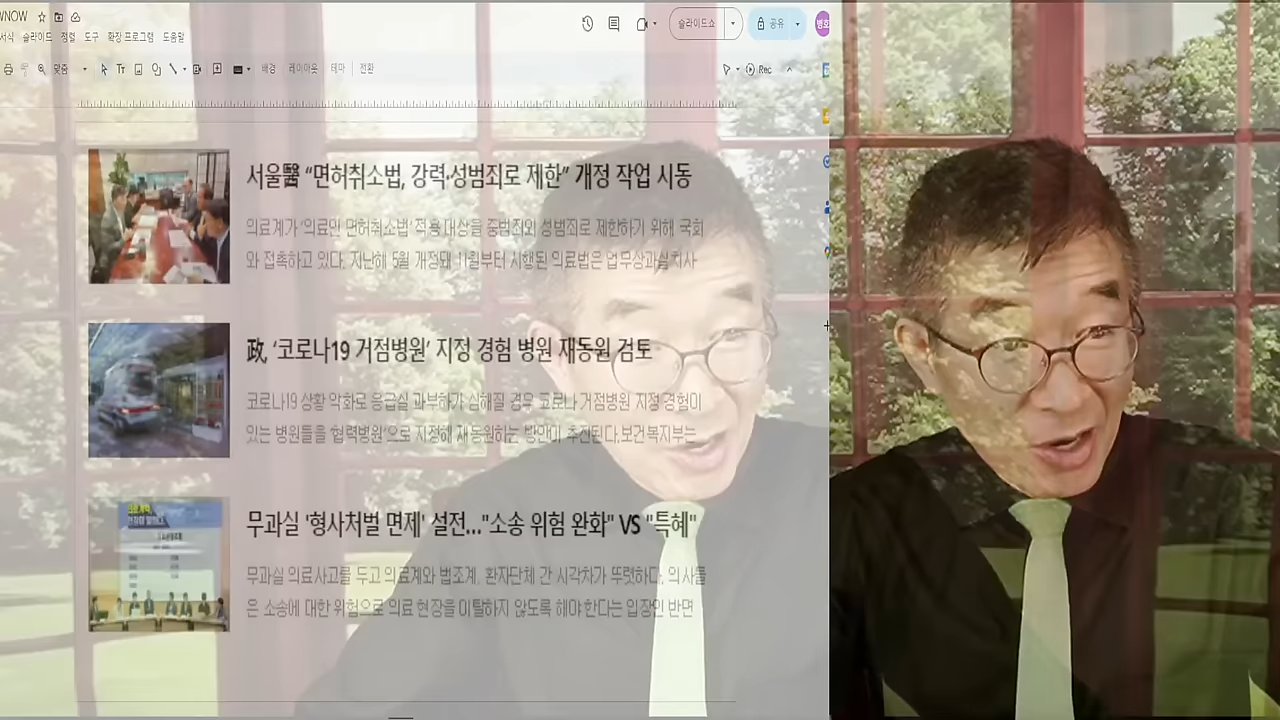 WNOW
서식 슬라이드 정렬 도구 확장 프로그램 도움말
슬라이드쇼
공유
병호
맞춤
배경 레이아웃 테마 전환
Rec
서울醫 “면허취소법, 강력·성범죄로 제한” 개정 작업 시동
의료계가 '의료인 면허취소법' 적용 대상을 중범죄와 성범죄로 제한하기 위해 국회
와 접촉하고 있다. 지난해 5월 개정돼 11월부터 시행된 의료법은 업무상과실치사
政, ‘코로나19 거점병원’ 지정 경험 병원 재동원 검토
코로나19 상황 악화로 응급실 과부하가 심해질 경우 코로나 거점병원 지정 경험이
있는 병원들을 '협력병원'으로 지정해 재동원하는 방안이 추진된다.보건복지부는
무과실 '형사처벌 면제' 설전..."소송 위험 완화" VS "특혜"
무과실 의료사고를 두고 의료계와 법조계, 환자단체 간 시각차가 뚜렷하다. 의사들
은 소송에 대한 위험으로 의료 현장을 이탈하지 않도록 해야 한다는 입장인 반면